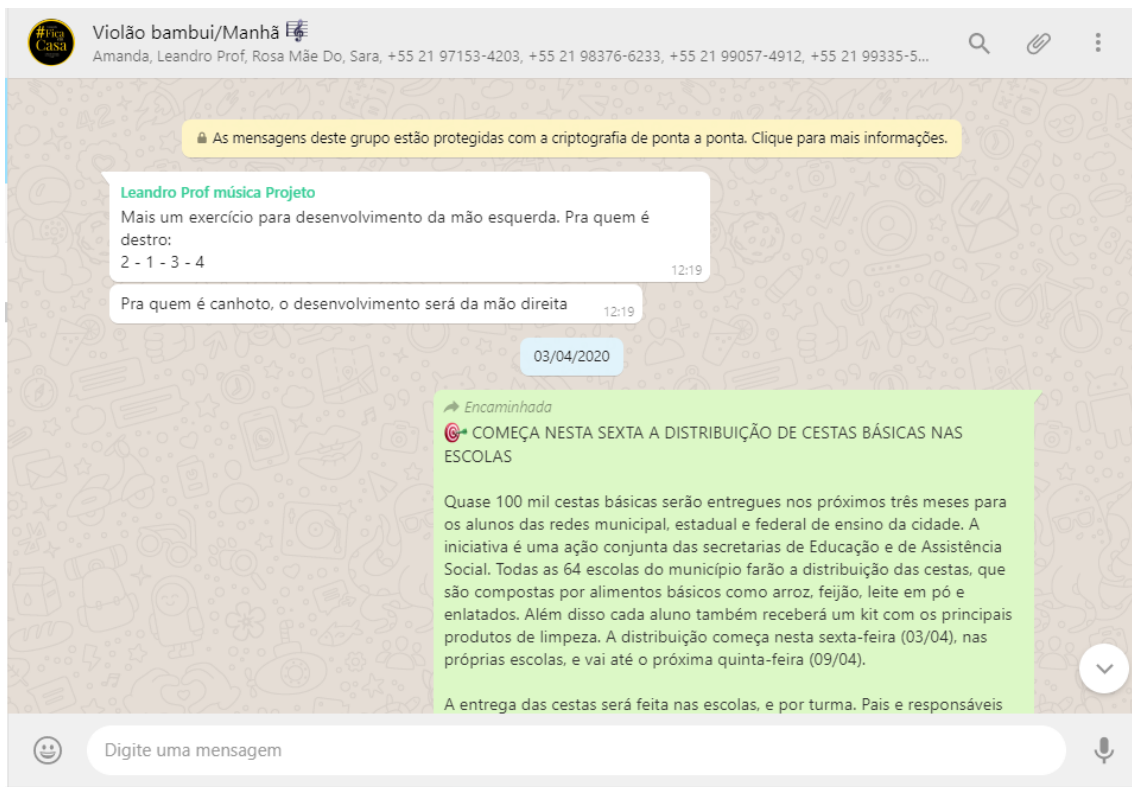 #Fica
Casa
Violão bambui/Manhã
Amanda, Leandro Prof, Rosa Mãe Do, Sara, +55 21 97153-4203, +55 21 98376-6233, +55 21 99057-4912, +55 21 99335-5...
As mensagens deste grupo estão protegidas com a criptografia de ponta a ponta. Clique para mais informações.
Leandro Prof música Projeto
Mais um exercício para desenvolvimento da mão esquerda. Pra quem é
destro:
2 - 1 - 3 - 4
12:19
Pra quem é canhoto, o desenvolvimento será da mão direita 12:19
03/04/2020
Encaminhada
🎯 COMEÇA NESTA SEXTA A DISTRIBUIÇÃO DE CESTAS BÁSICAS NAS
ESCOLAS
Quase 100 mil cestas básicas serão entregues nos próximos três meses para
os alunos das redes municipal, estadual e federal de ensino da cidade. A
iniciativa é uma ação conjunta das secretarias de Educação e de Assistência
Social. Todas as 64 escolas do município farão a distribuição das cestas, que
são compostas por alimentos básicos como arroz, feijão, leite em pó e
enlatados. Além disso cada aluno também receberá um kit com os principais
produtos de limpeza. A distribuição começa nesta sexta-feira (03/04), nas
próprias escolas, e vai até o próxima quinta-feira (09/04).
A entrega das cestas será feita nas escolas, e por turma. Pais e responsáveis
Digite uma mensagem